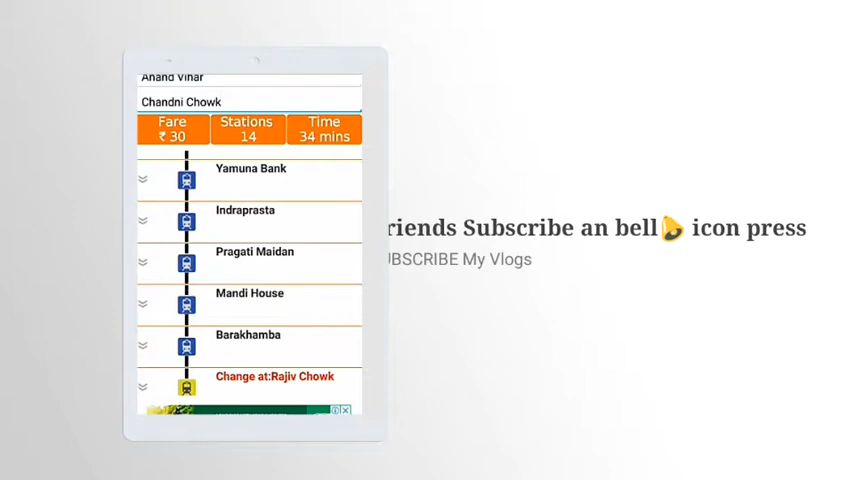 Anand Vihar
Chandni Chowk
Fare Stations Time
₹ 30 14 34 mins
Yamuna Bank
Indraprasta
Pragati Maidan
Mandi House
Barakhamba
Change at:Rajiv Chowk
riends Subscribe an bell🔔 icon press
UBSCRIBE My Vlogs